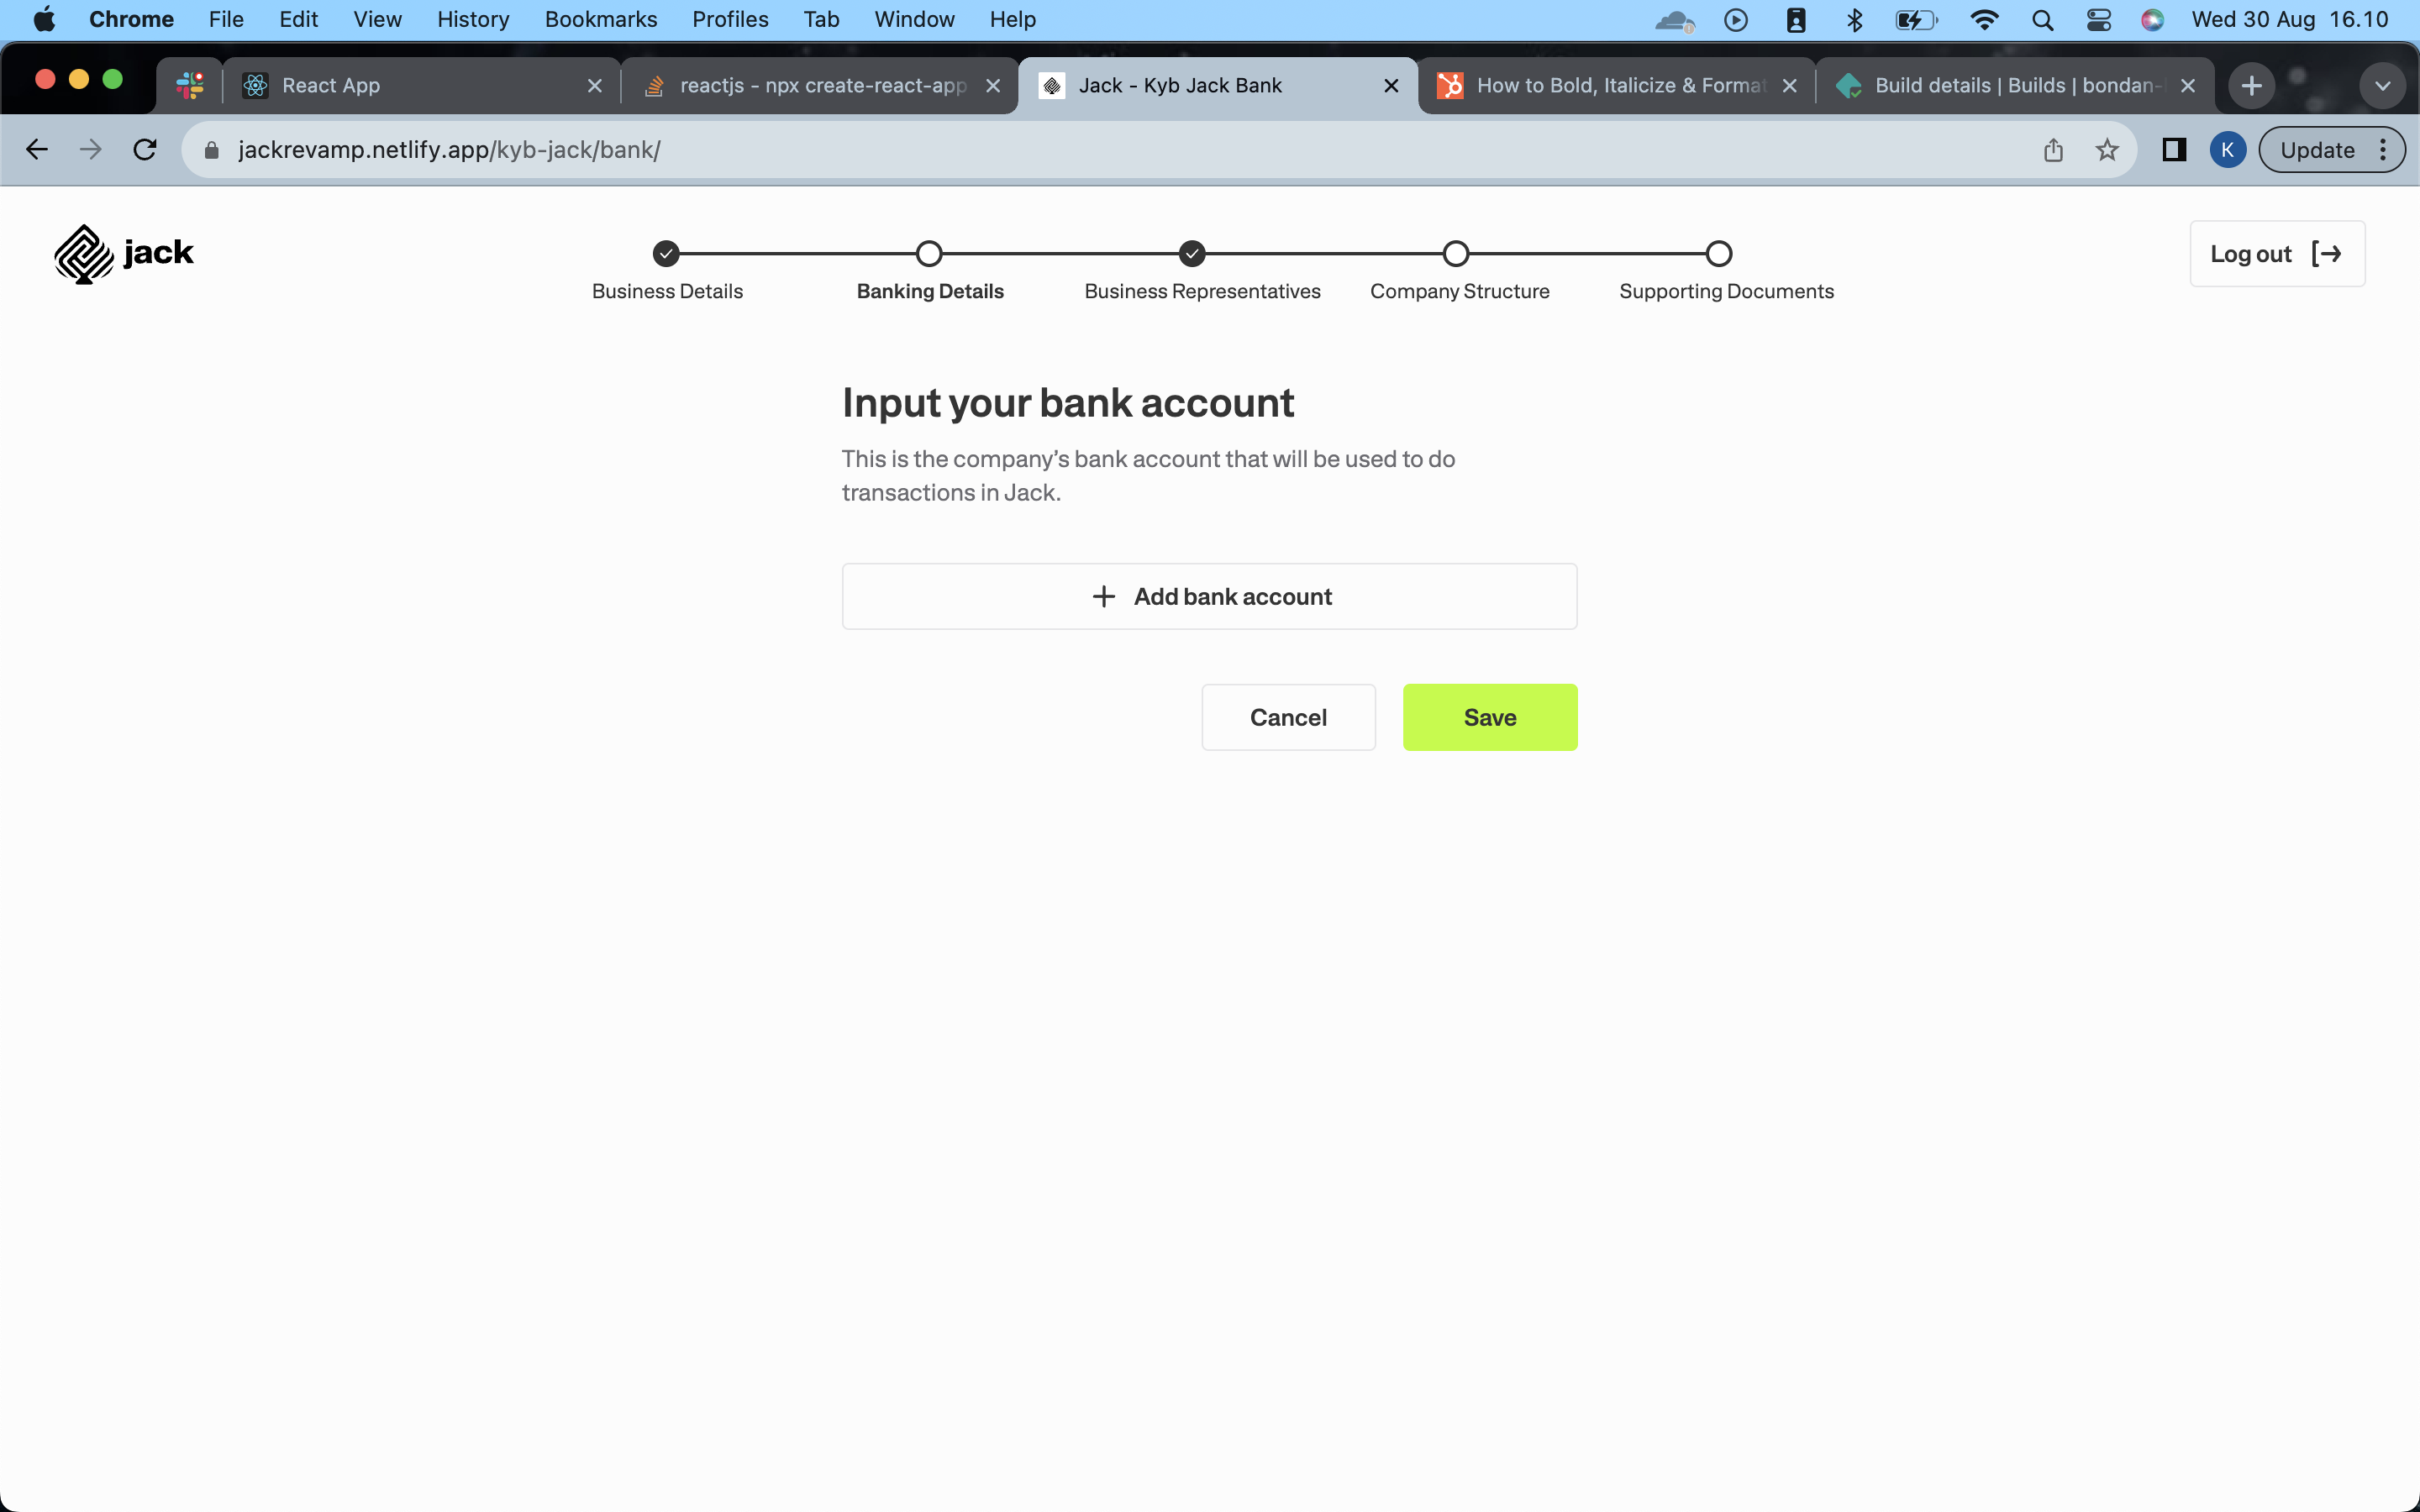 Chrome File Edit View History Bookmarks Profiles Tab Window Help Wed 30 Aug 16.10
React App reactjs - npx create-react-app Jack - Kyb Jack Bank How to Bold, Italicize & Format Build details | Builds | bondan-
jackrevamp.netlify.app/kyb-jack/bank/ K Update
jack Log out
Business Details Banking Details Business Representatives Company Structure Supporting Documents
Input your bank account
This is the company’s bank account that will be used to do
transactions in Jack.
+ Add bank account
Cancel Save